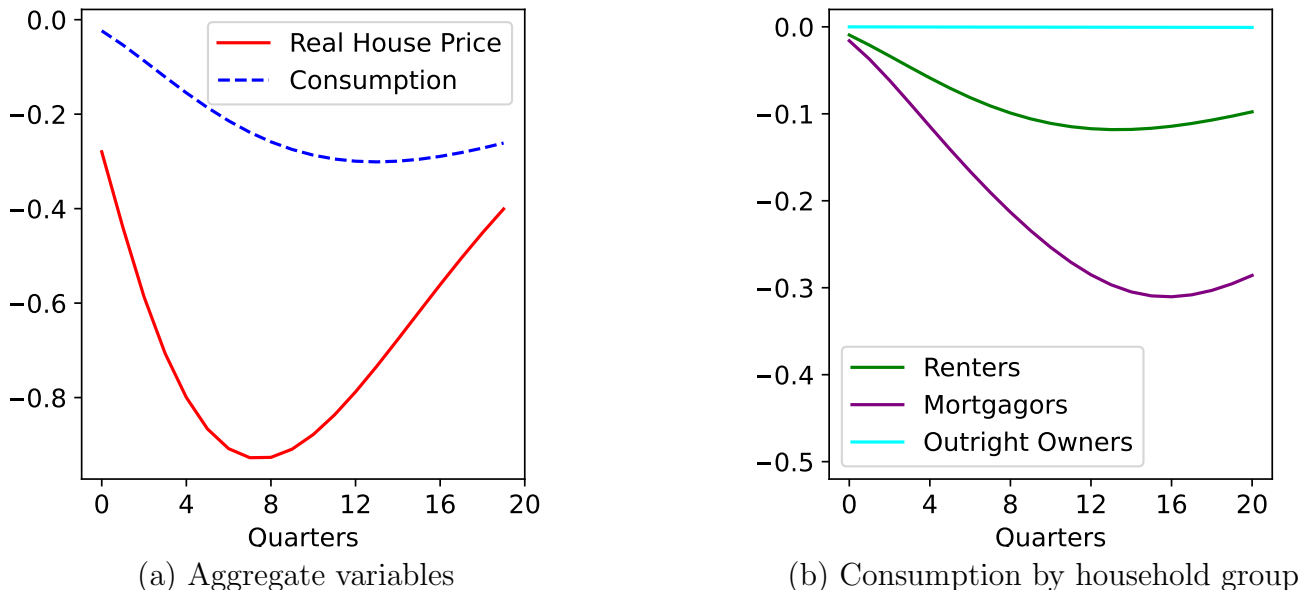 0.0
−0.2
−0.4
−0.6
−0.8
Real House Price
Consumption
0 4 8 12 16 20
Quarters
(a) Aggregate variables
0.0
−0.1
−0.2
−0.3
−0.4
−0.5
Renters
Mortgagors
Outright Owners
0 4 8 12 16 20
Quarters
(b) Consumption by household group